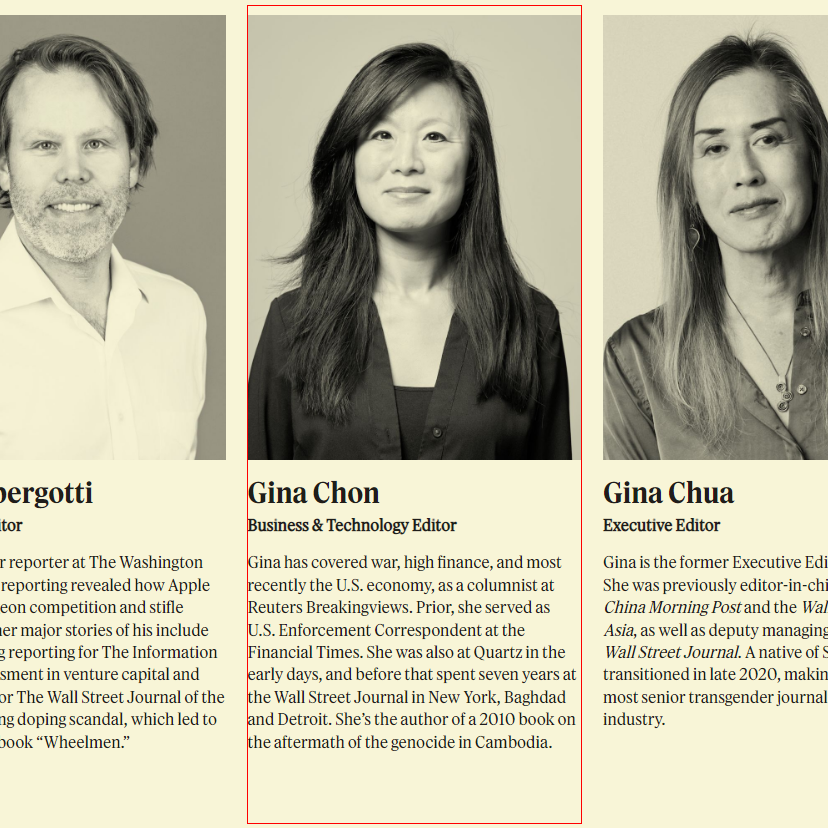 bergotti
itor
r reporter at The Washington
reporting revealed how Apple
eon competition and stifle
her major stories of his include
g reporting for The Information
sment in venture capital and
or The Wall Street Journal of the
ng doping scandal, which led to
book “Wheelmen.”
Gina Chon
Business & Technology Editor
Gina has covered war, high finance, and most
recently the U.S. economy, as a columnist at
Reuters Breakingviews. Prior, she served as
U.S. Enforcement Correspondent at the
Financial Times. She was also at Quartz in the
early days, and before that spent seven years at
the Wall Street Journal in New York, Baghdad
and Detroit. She’s the author of a 2010 book on
the aftermath of the genocide in Cambodia.
Gina Chua
Executive Editor
Gina is the former Executive Edi
She was previously editor-in-chi
China Morning Post and the Wal
Asia, as well as deputy managing
Wall Street Journal. A native of S
transitioned in late 2020, makin
most senior transgender journal
industry.